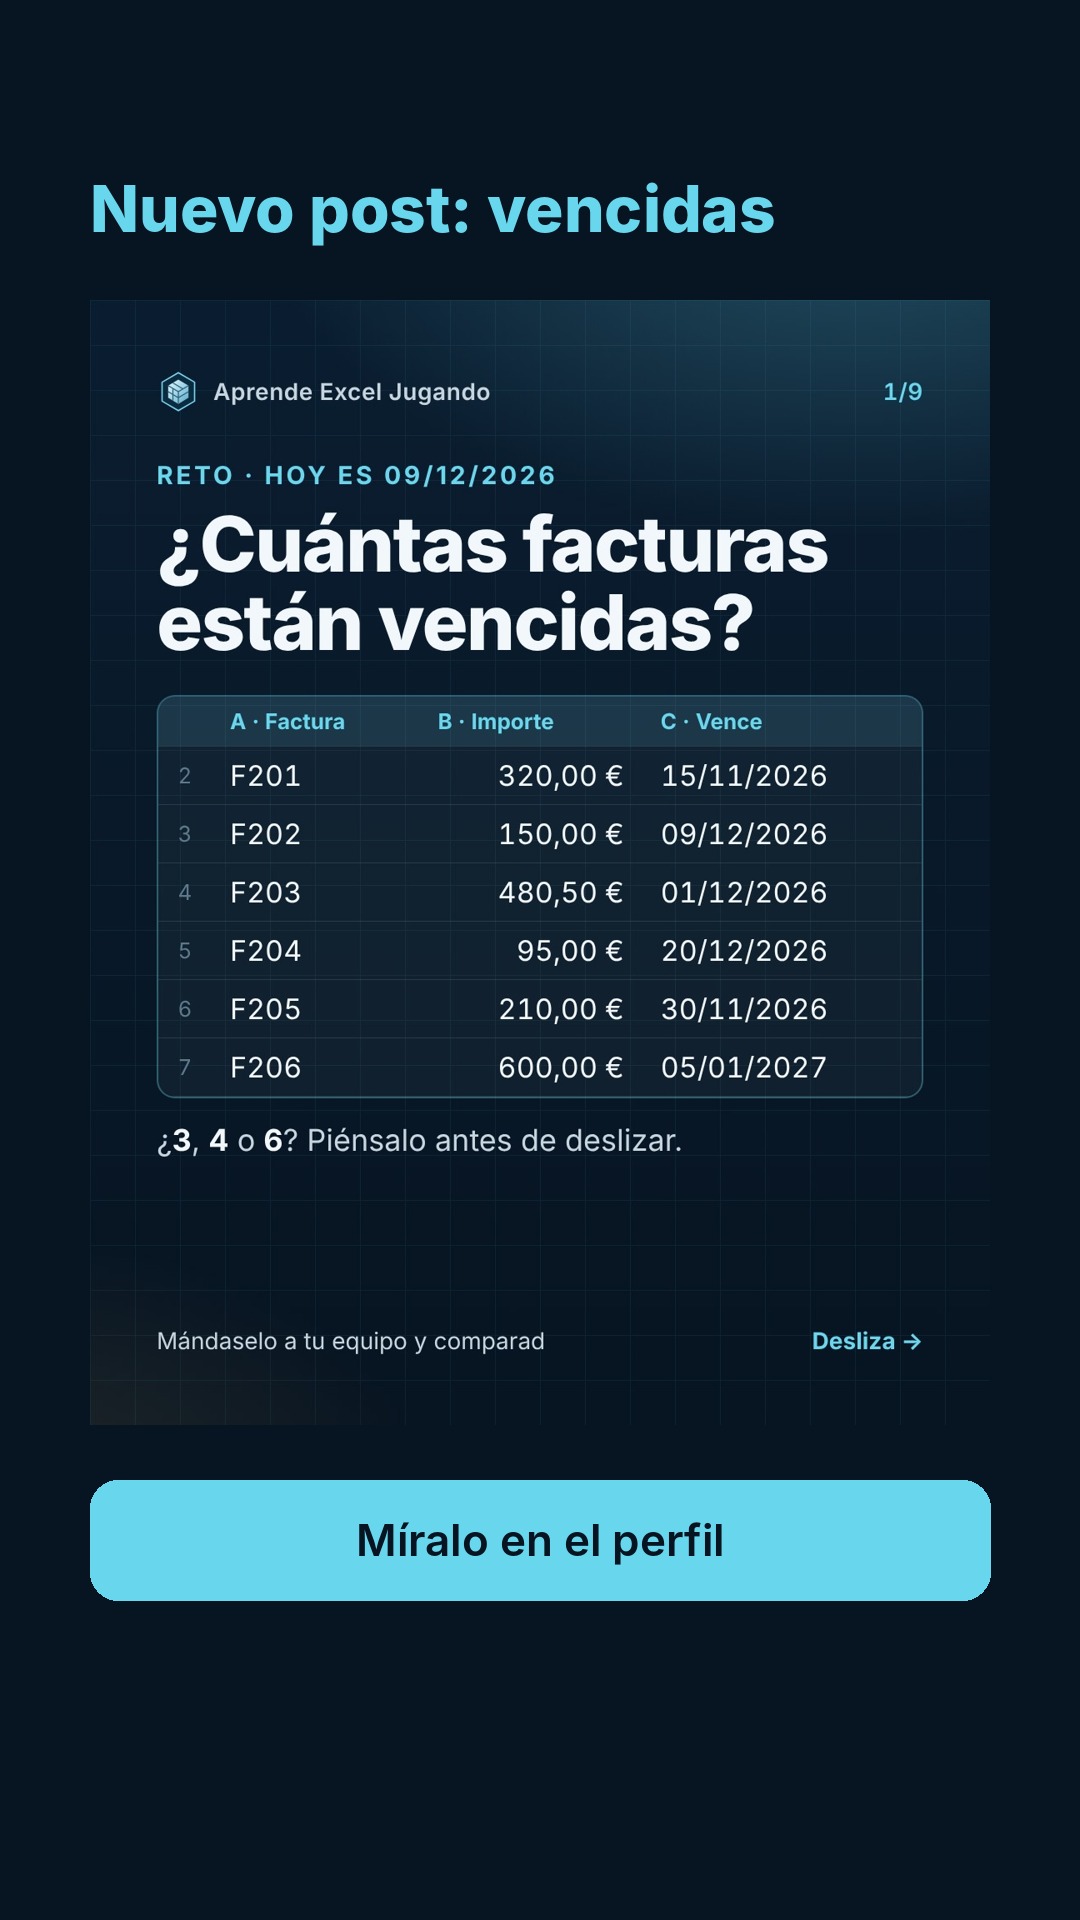 Nuevo post: vencidas
Aprende Excel Jugando
1/9
RETO · HOY ES 09/12/2026
¿Cuántas facturas
están vencidas?
A · Factura B · Importe C · Vence
2 F201 320,00 € 15/11/2026
3 F202 150,00 € 09/12/2026
4 F203 480,50 € 01/12/2026
5 F204 95,00 € 20/12/2026
6 F205 210,00 € 30/11/2026
7 F206 600,00 € 05/01/2027
¿3, 4 o 6? Piénsalo antes de deslizar.
Mándaselo a tu equipo y comparad
Desliza →
Míralo en el perfil